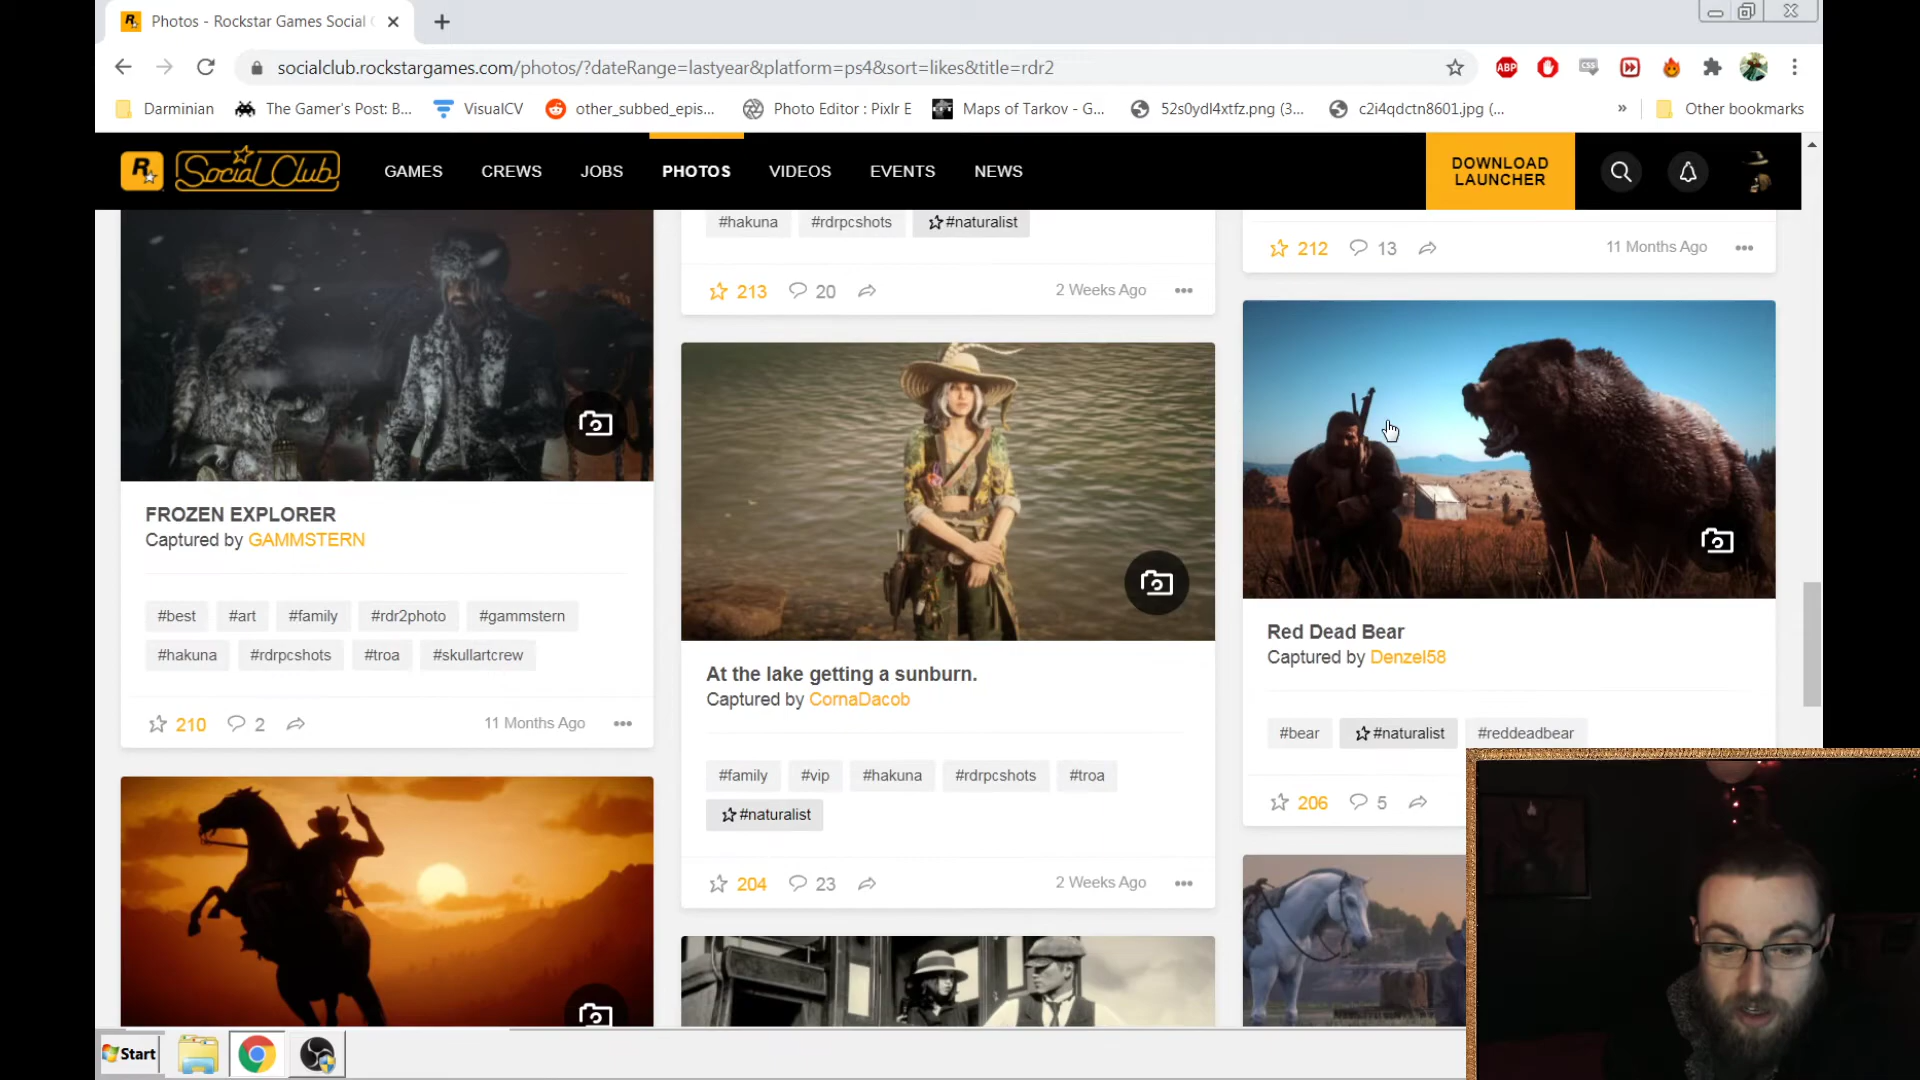 Photos - Rockstar Games Social C
socialclub.rockstargames.com/photos/?dateRange=lastyear&platform=ps4&sort=likes&title=rdr2
ABP
CSS
Darminian
The Gamer's Post: B...
VisualCV
other_subbed_epis...
Photo Editor : Pixlr E
Maps of Tarkov - G...
52s0ydl4xtfz.png (3...
c2i4qdctn8601.jpg (...
»
Other bookmarks
R
Social Club
GAMES
CREWS
JOBS
PHOTOS
VIDEOS
EVENTS
NEWS
DOWNLOAD
LAUNCHER
#hakuna
#rdrpcshots
#naturalist
213
20
2 Weeks Ago
212
13
11 Months Ago
FROZEN EXPLORER
Captured by GAMMSTERN
#best
#art
#family
#rdr2photo
#gammstern
#hakuna
#rdrpcshots
#troa
#skullartcrew
210
2
11 Months Ago
At the lake getting a sunburn.
Captured by CornaDacob
#family
#vip
#hakuna
#rdrpcshots
#troa
#naturalist
204
23
2 Weeks Ago
Red Dead Bear
Captured by Denzel58
#bear
#naturalist
#reddeadbear
206
5
Start